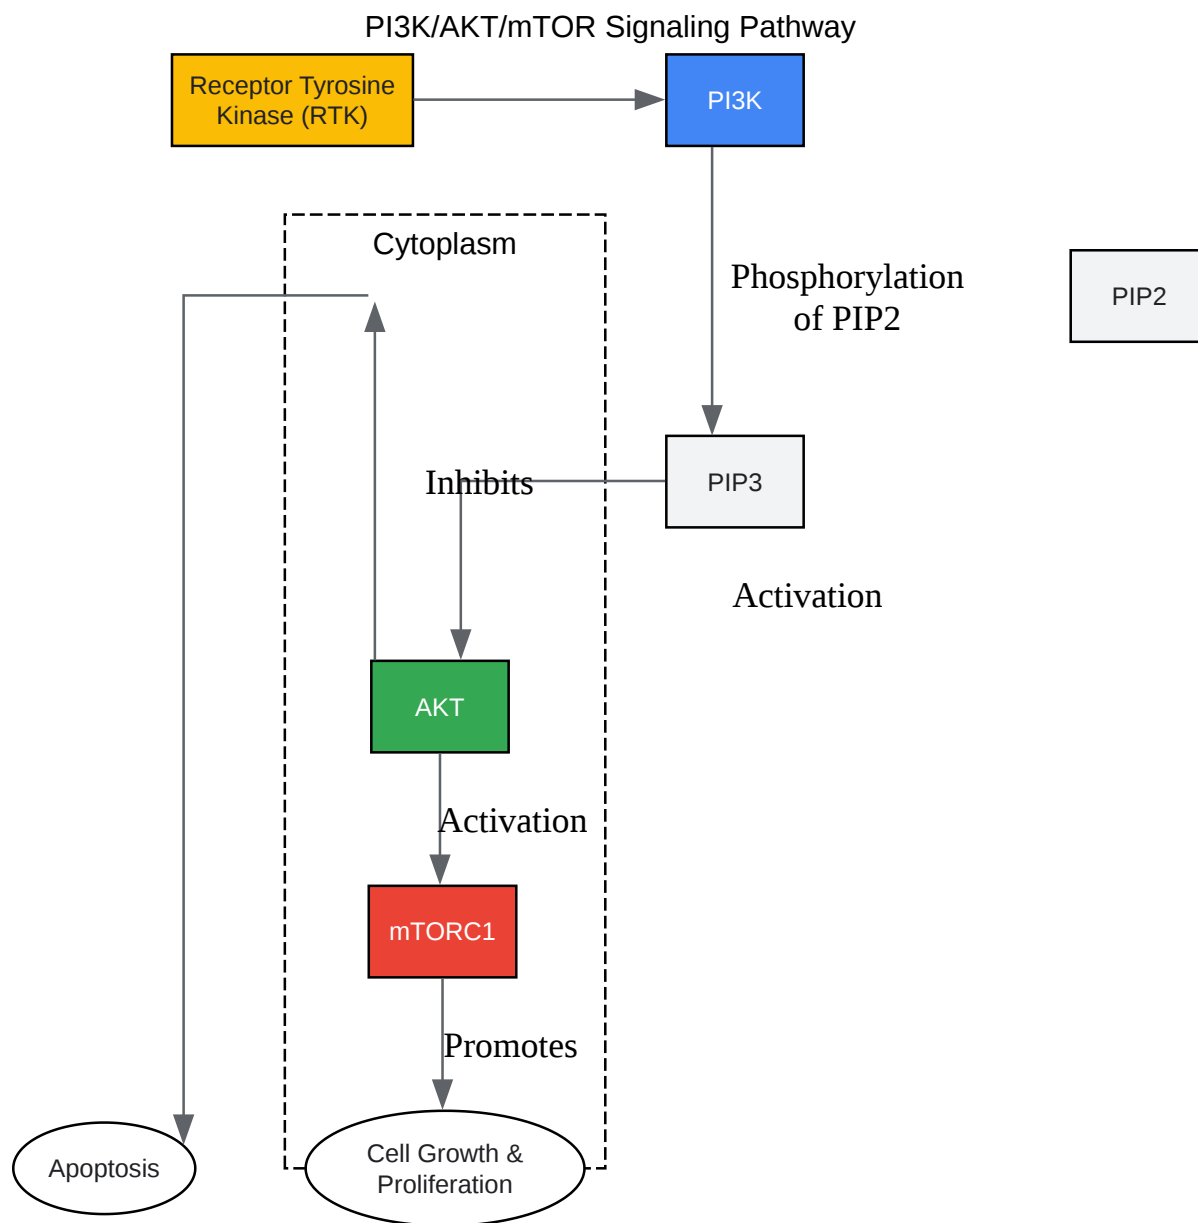 PI3K/AKT/mTOR Signaling Pathway
Receptor Tyrosine
Kinase (RTK)
PI3K
Cytoplasm
Phosphorylation
of PIP2
PIP2
Inhibits
PIP3
Activation
AKT
Activation
mTORC1
Promotes
Apoptosis
Cell Growth &
Proliferation